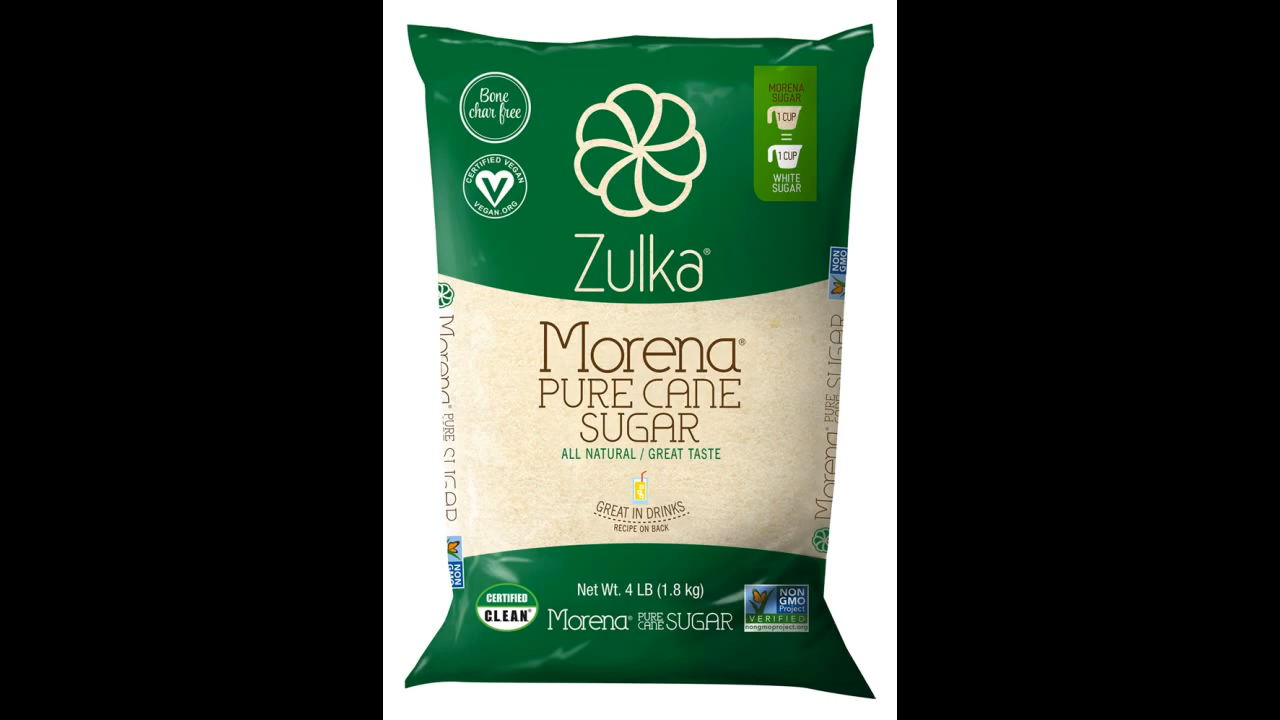 Bone
char free
CERTIFIED VEGAN
VEGAN.ORG
MORENA
SUGAR
1 CUP
=
1 CUP
WHITE
SUGAR
Zulka®
Morena®
PURE CANE
SUGAR
ALL NATURAL / GREAT TASTE
GREAT IN DRINKS
RECIPE ON BACK
Morena® PURE SUGAR
NON
GMO
Morena® PURE CANE SUGAR
NON
GMO
CERTIFIED
C.L.E.A.N.®
Net Wt. 4 LB (1.8 kg)
Morena® PURE CANE SUGAR
NON
GMO
Project
VERIFIED
nongmoproject.org